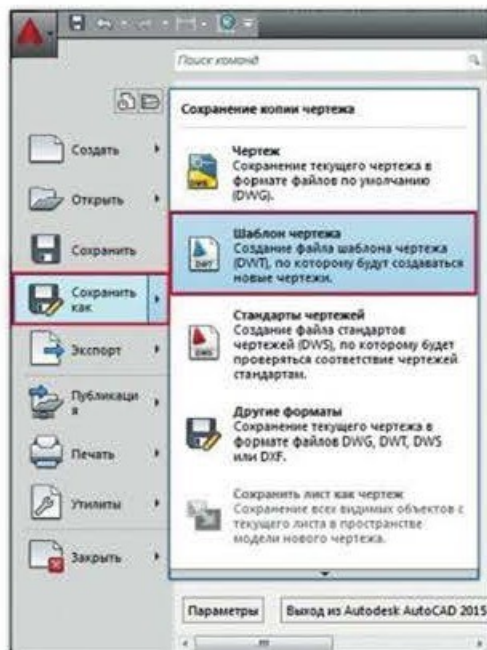 Поиск команд
Сохранение копии чертежа
Создать
Открыть
Сохранить
Сохранить
как
Экспорт
Публикаци
я
Печать
Утилиты
Закрыть
Чертеж
Сохранение текущего чертежа в
формате файлов по умолчанию
(DWG).
DWG
Шаблон чертежа
Создание файла шаблона чертежа
(DWT), по которому будут создаваться
новые чертежи.
DWT
Стандарты чертежей
Создание файла стандартов
чертежей (DWS), по которому будет
проверяться соответствие чертежей
стандартам.
DWS
Другие форматы
Сохранение текущего чертежа в
формате файлов DWG, DWT, DWS
или DXF.
Сохранить лист как чертеж
Сохранение всех видимых объектов с
текущего листа в пространстве
модели нового чертежа.
Параметры
Выход из Autodesk AutoCAD 2015